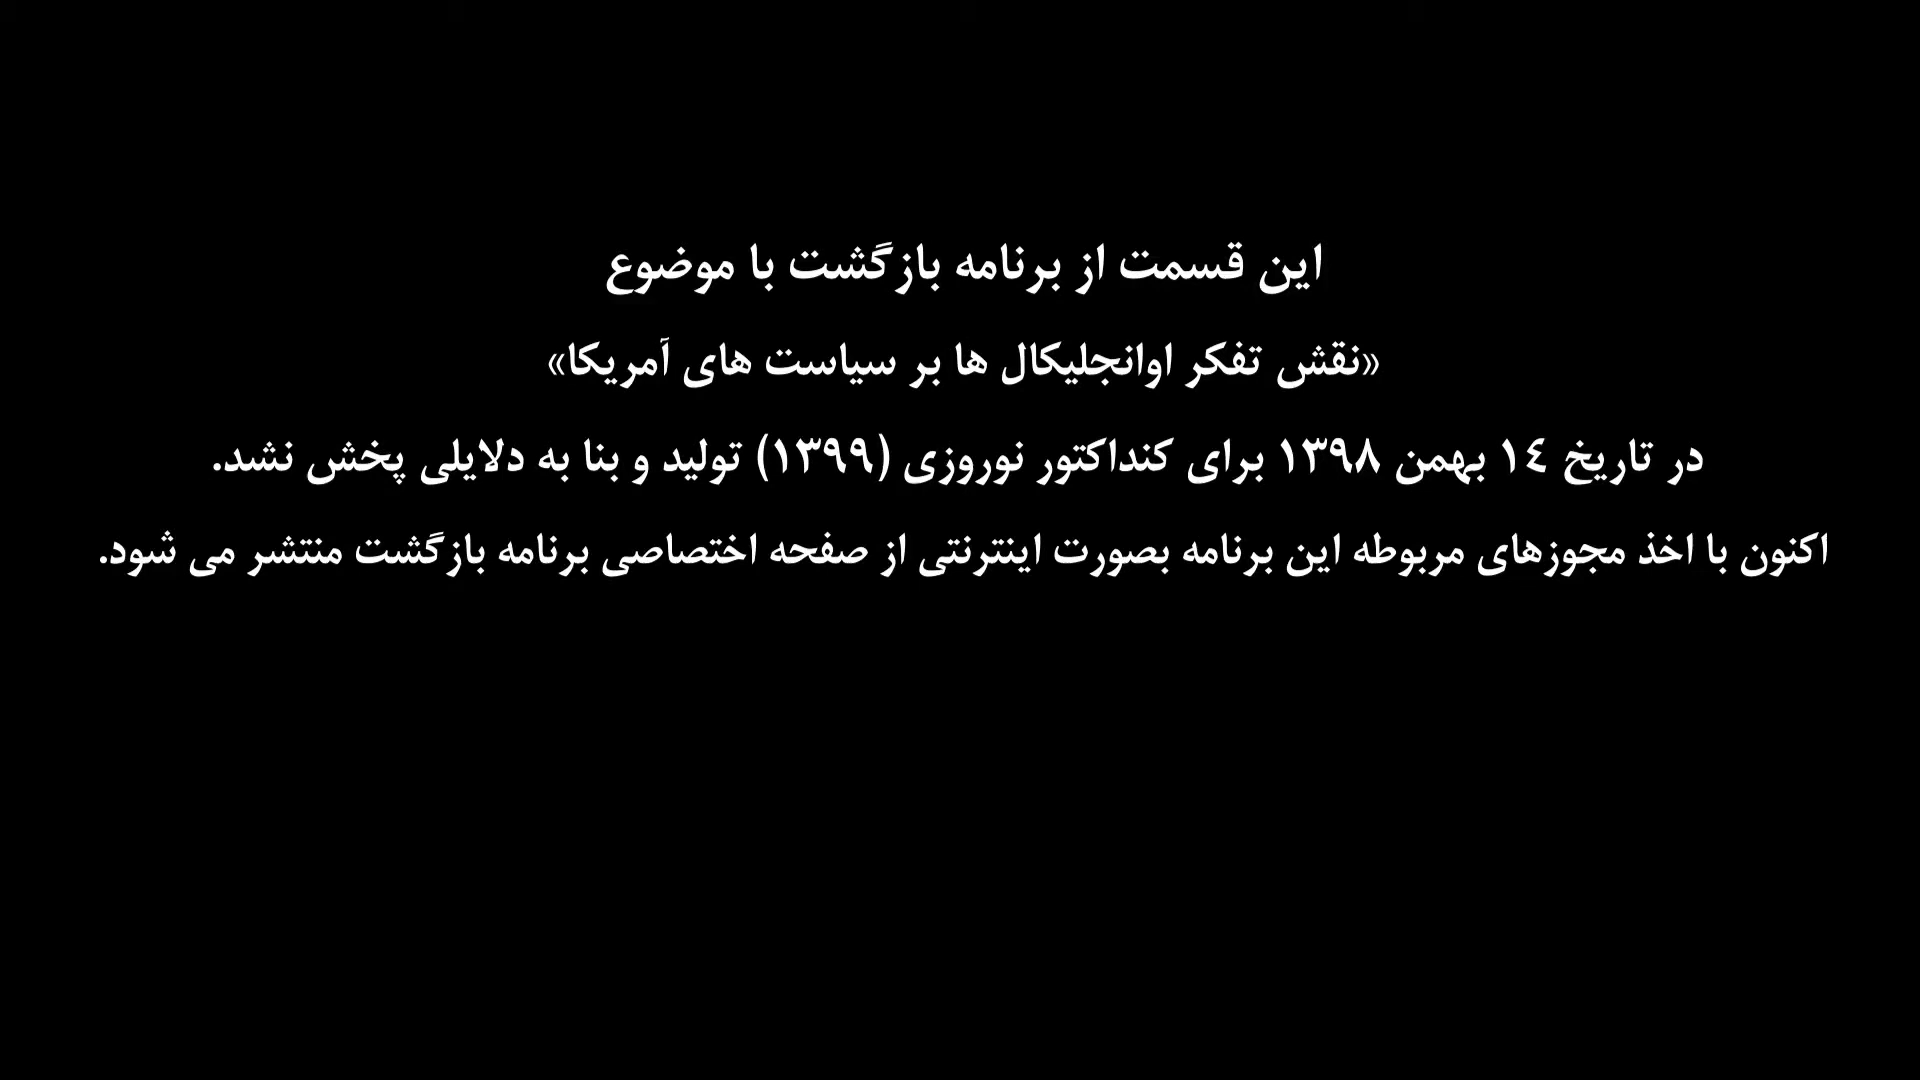 این قسمت از برنامه بازگشت با موضوع
«نقش تفکر اوانجلیکال ها بر سیاست های آمریکا»
در تاریخ ١٤ بهمن ١٣٩٨ برای کنداکتور نوروزی (١٣٩٩) تولید و بنا به دلایلی پخش نشد.
اکنون با اخذ مجوزهای مربوطه این برنامه بصورت اینترنتی از صفحه اختصاصی برنامه بازگشت منتشر می شود.